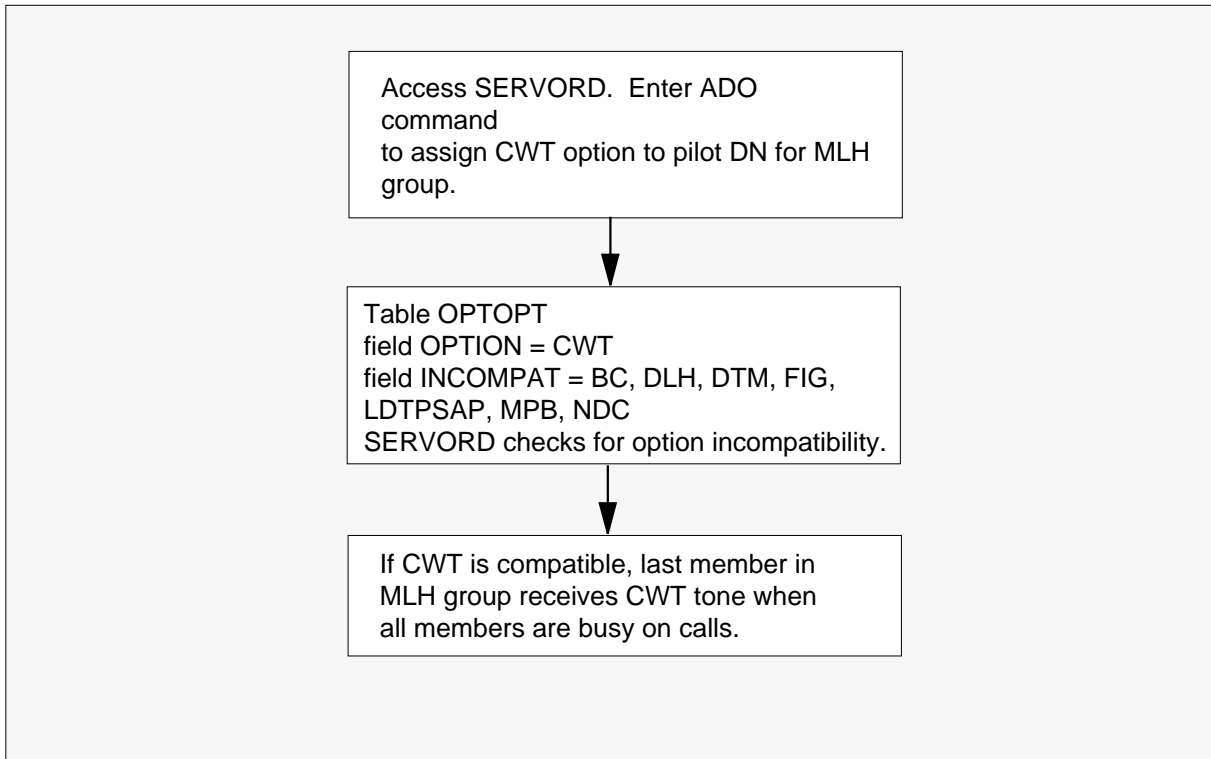 Access SERVORD.  Enter ADO
command
to assign CWT option to pilot DN for MLH
group.
Table OPTOPT
field OPTION = CWT
field INCOMPAT = BC, DLH, DTM, FIG,
LDTPSAP, MPB, NDC
SERVORD checks for option incompatibility.
If CWT is compatible, last member in
MLH group receives CWT tone when
all members are busy on calls.